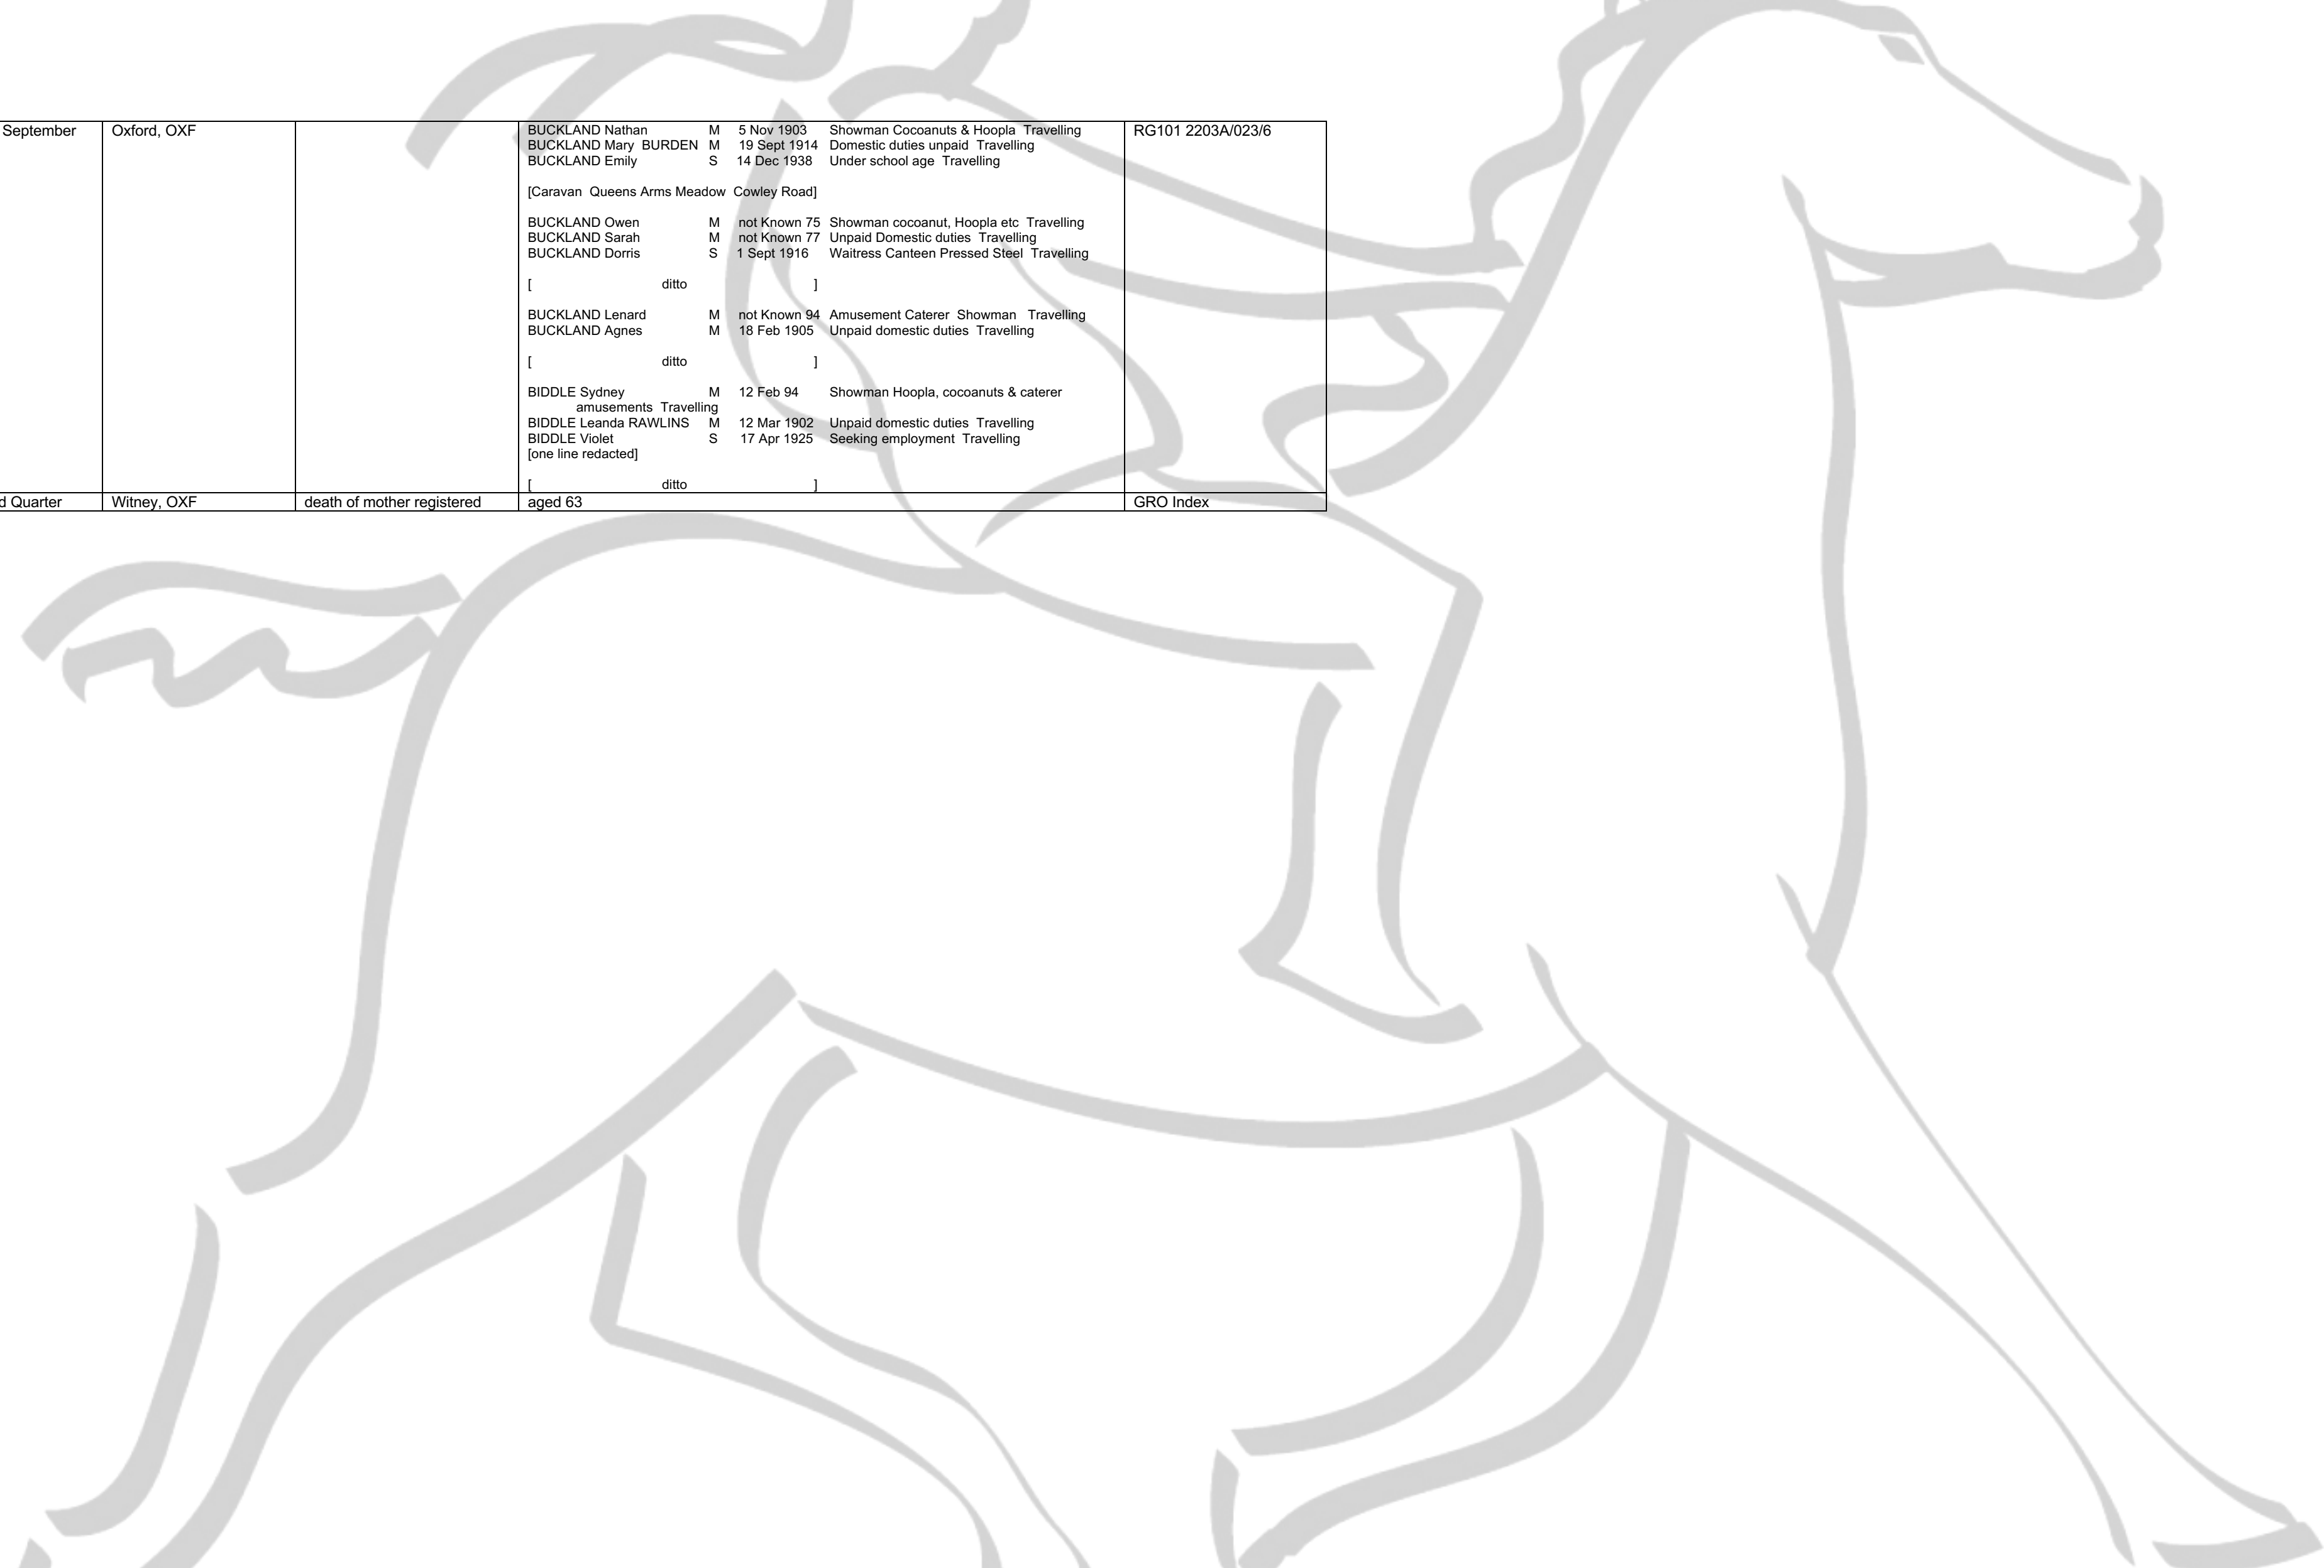 September Oxford, OXF BUCKLAND Nathan M 5 Nov 1903 Showman Cocoanuts & Hoopla Travelling RG101 2203A/023/6
BUCKLAND Mary BURDEN M 19 Sept 1914 Domestic duties unpaid Travelling
BUCKLAND Emily S 14 Dec 1938 Under school age Travelling
[Caravan Queens Arms Meadow Cowley Road]
BUCKLAND Owen M not Known 75 Showman cocoanut, Hoopla etc Travelling
BUCKLAND Sarah M not Known 77 Unpaid Domestic duties Travelling
BUCKLAND Dorris S 1 Sept 1916 Waitress Canteen Pressed Steel Travelling
[ ditto ]
BUCKLAND Lenard M not Known 94 Amusement Caterer Showman Travelling
BUCKLAND Agnes M 18 Feb 1905 Unpaid domestic duties Travelling
[ ditto ]
BIDDLE Sydney M 12 Feb 94 Showman Hoopla, cocoanuts & caterer
amusements Travelling
BIDDLE Leanda RAWLINS M 12 Mar 1902 Unpaid domestic duties Travelling
BIDDLE Violet S 17 Apr 1925 Seeking employment Travelling
[one line redacted]
[ ditto ]
d Quarter Witney, OXF death of mother registered aged 63 GRO Index